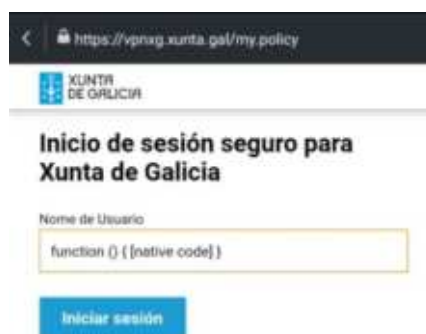 https://vpnxg.xunta.gal/my.policy
XUNTA
DE GALICIA
Inicio de sesión seguro para
Xunta de Galicia
Nome de Usuario
function () { [native code] }
Iniciar sesión